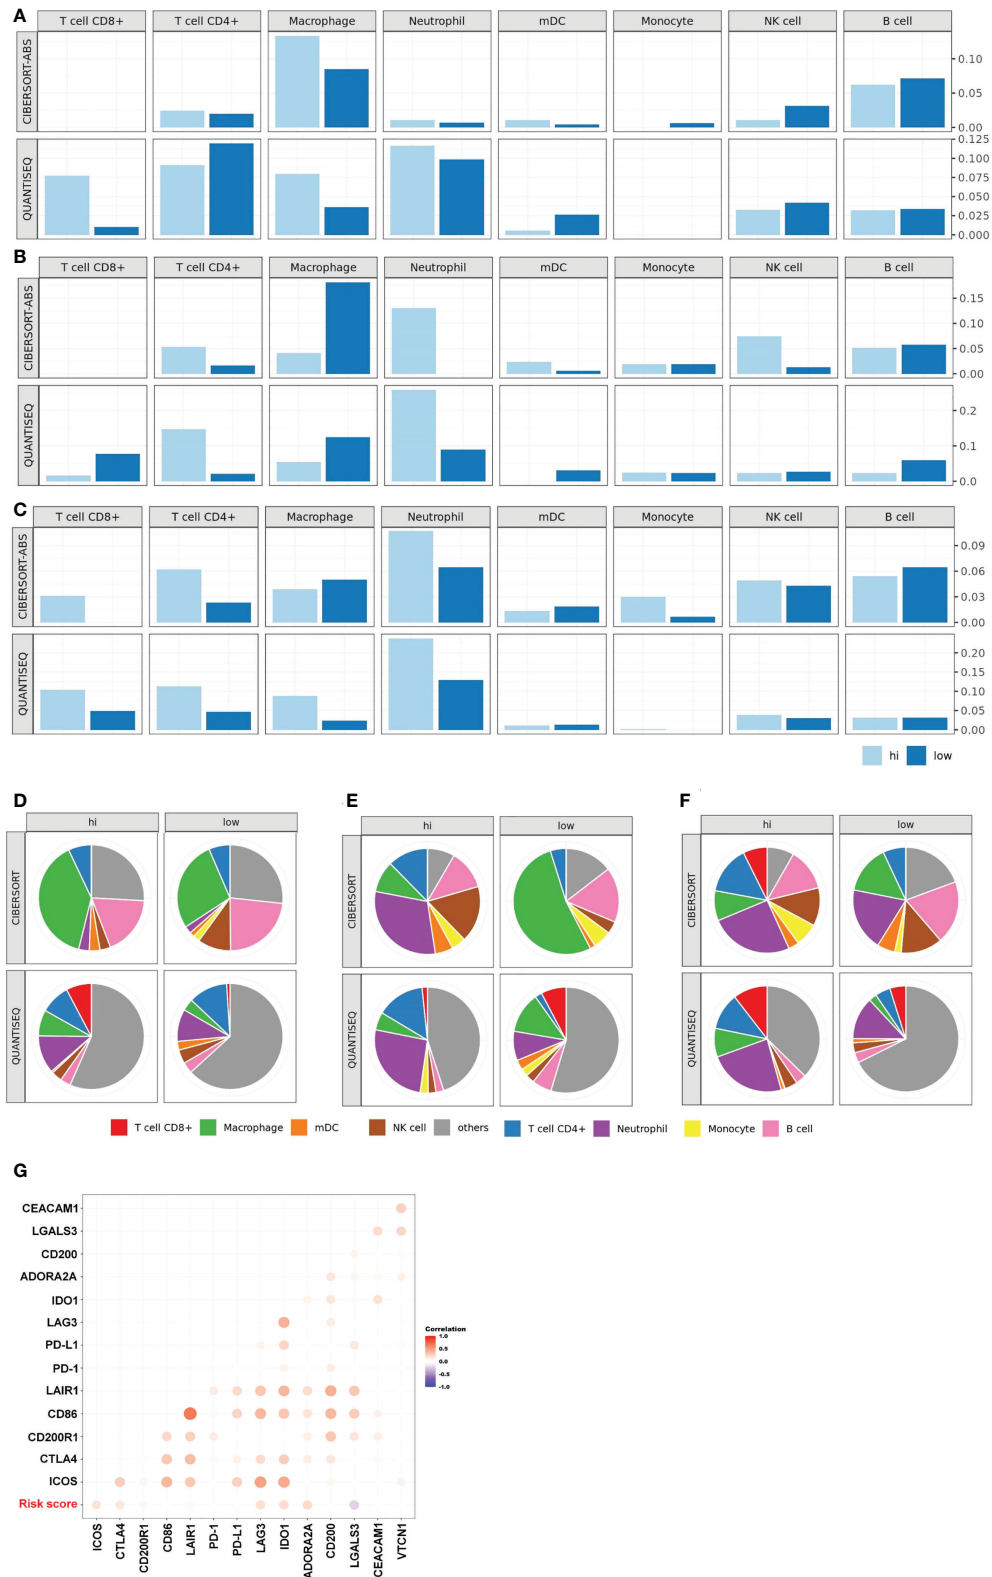 A
T cell CD8+ T cell CD4+ Macrophage Neutrophil mDC Monocyte NK cell B cell
CIBERSORT-ABS
0.10
0.05
0.00
QUANTISEQ
0.125
0.100
0.075
0.050
0.025
0.000
B
T cell CD8+ T cell CD4+ Macrophage Neutrophil mDC Monocyte NK cell B cell
CIBERSORT-ABS
0.15
0.10
0.05
0.00
QUANTISEQ
0.2
0.1
0.0
C
T cell CD8+ T cell CD4+ Macrophage Neutrophil mDC Monocyte NK cell B cell
CIBERSORT-ABS
0.09
0.06
0.03
0.00
QUANTISEQ
0.20
0.15
0.10
0.05
0.00
hi low
D
hi low
CIBERSORT
QUANTISEQ
E
hi low
CIBERSORT
QUANTISEQ
F
hi low
CIBERSORT
QUANTISEQ
T cell CD8+ Macrophage mDC NK cell others T cell CD4+ Neutrophil Monocyte B cell
G
CEACAM1
LGALS3
CD200
ADORA2A
IDO1
LAG3
PD-L1
PD-1
LAIR1
CD86
CD200R1
CTLA4
ICOS
Risk score
ICOS CTLA4 CD200R1 CD86 LAIR1 PD-1 PD-L1 LAG3 IDO1 ADORA2A CD200 LGALS3 CEACAM1 VTCN1
Correlation
1.0
0.5
0.0
-0.5
-1.0